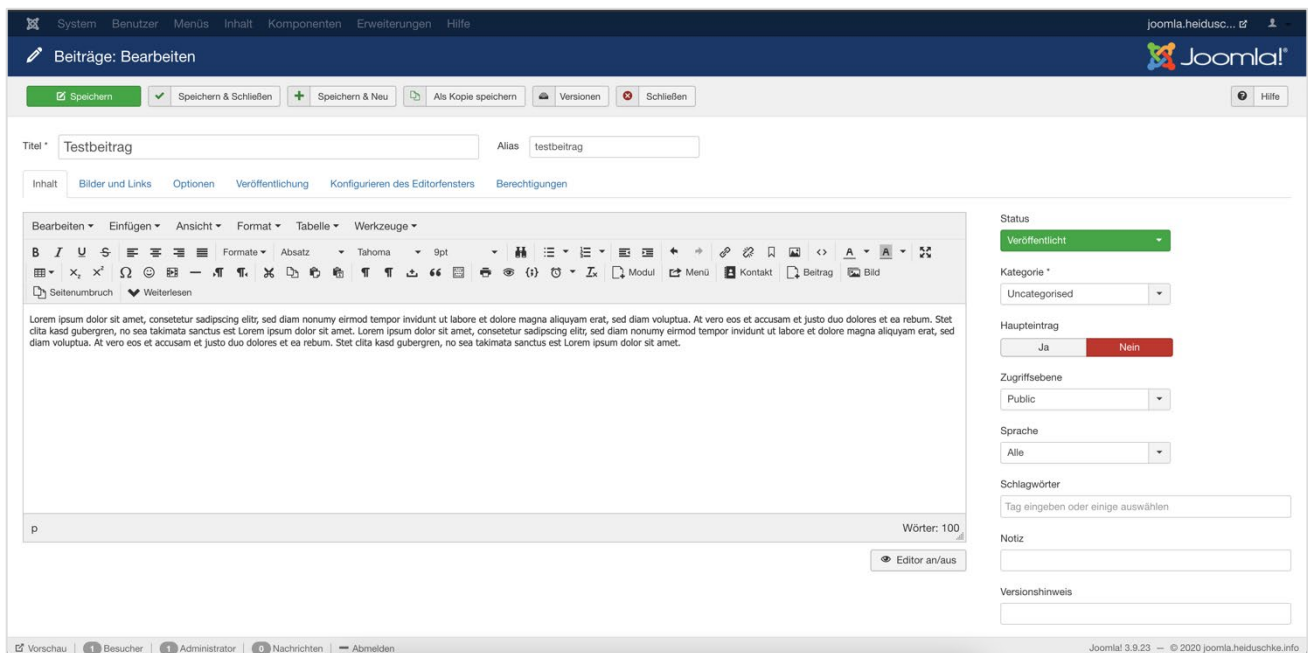 System Benutzer Menüs Inhalt Komponenten Erweiterungen Hilfe joomla.heidusc...
Beiträge: Bearbeiten Joomla!®
Speichern Speichern & Schließen Speichern & Neu Als Kopie speichern Versionen Schließen Hilfe
Titel * Testbeitrag Alias testbeitrag
Inhalt Bilder und Links Optionen Veröffentlichung Konfigurieren des Editorfensters Berechtigungen
Bearbeiten Einfügen Ansicht Format Tabelle Werkzeuge
B I U S Formate Absatz Tahoma 9pt A A
x₂ x² Ω Modul Menü Kontakt Beitrag Bild
Seitenumbruch Weiterlesen
Lorem ipsum dolor sit amet, consetetur sadipscing elitr, sed diam nonumy eirmod tempor invidunt ut labore et dolore magna aliquyam erat, sed diam voluptua. At vero eos et accusam et justo duo dolores et ea rebum. Stet
clita kasd gubergren, no sea takimata sanctus est Lorem ipsum dolor sit amet. Lorem ipsum dolor sit amet, consetetur sadipscing elitr, sed diam nonumy eirmod tempor invidunt ut labore et dolore magna aliquyam erat, sed
diam voluptua. At vero eos et accusam et justo duo dolores et ea rebum. Stet clita kasd gubergren, no sea takimata sanctus est Lorem ipsum dolor sit amet.
p Wörter: 100
Editor an/aus
Status
Veröffentlicht
Kategorie *
Uncategorised
Haupteintrag
Ja Nein
Zugriffsebene
Public
Sprache
Alle
Schlagwörter
Tag eingeben oder einige auswählen
Notiz
Versionshinweis
Vorschau 1 Besucher 1 Administrator 0 Nachrichten Abmelden Joomla! 3.9.23 — © 2020 joomla.heiduschke.info